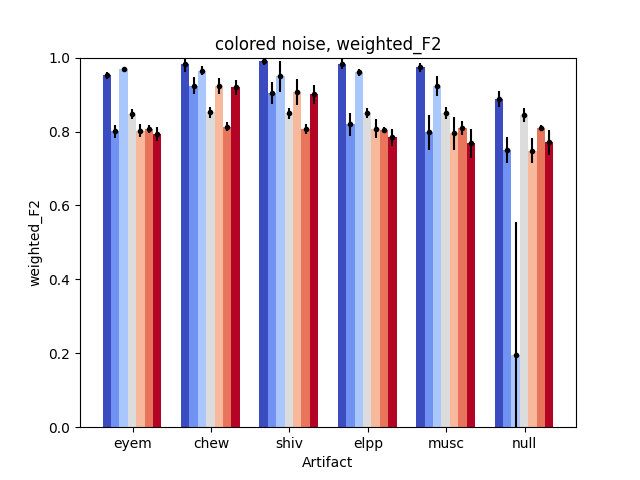 colored noise, weighted_F2
1.0
0.8
0.6
0.4
0.2
0.0
weighted_F2
eyem chew shiv elpp musc null
Artifact